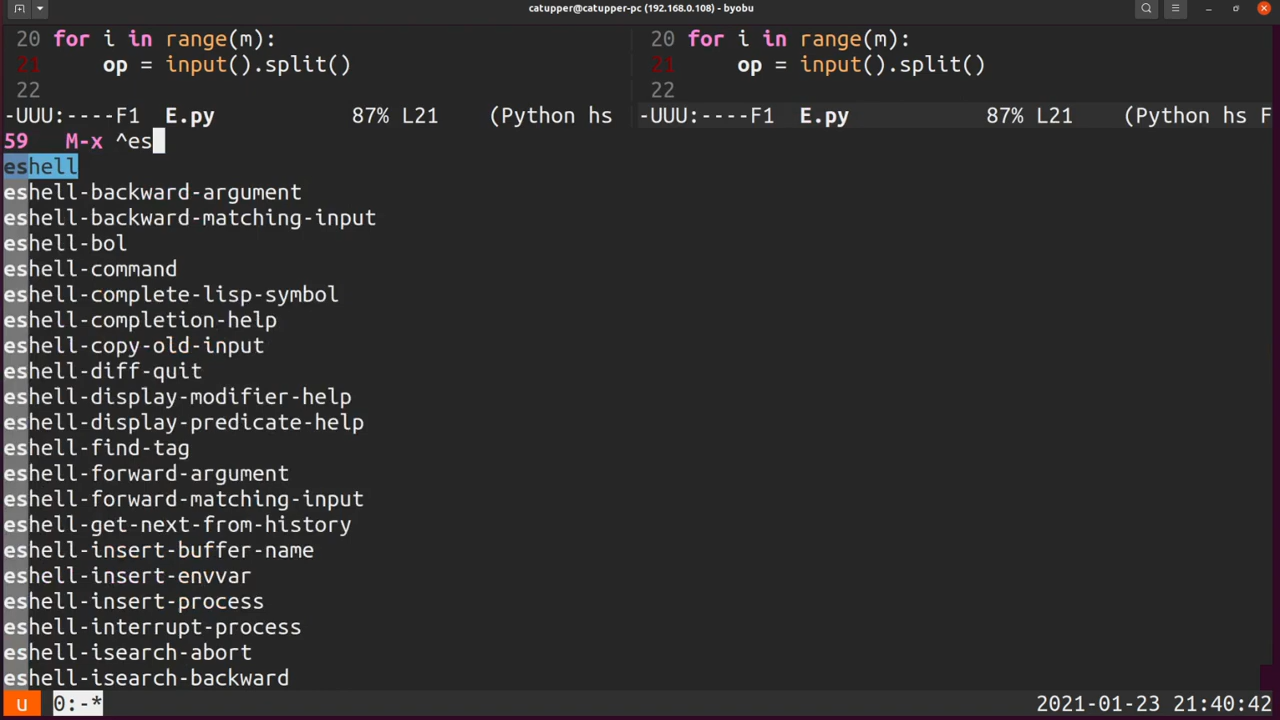 catupper@catupper-pc (192.168.0.108) - byobu
20 for i in range(m):
21     op = input().split()
22
-UUU:----F1  E.py           87% L21    (Python hs
20 for i in range(m):
21     op = input().split()
22
-UUU:----F1  E.py           87% L21    (Python hs F
59   M-x ^es
eshell
eshell-backward-argument
eshell-backward-matching-input
eshell-bol
eshell-command
eshell-complete-lisp-symbol
eshell-completion-help
eshell-copy-old-input
eshell-diff-quit
eshell-display-modifier-help
eshell-display-predicate-help
eshell-find-tag
eshell-forward-argument
eshell-forward-matching-input
eshell-get-next-from-history
eshell-insert-buffer-name
eshell-insert-envvar
eshell-insert-process
eshell-interrupt-process
eshell-isearch-abort
eshell-isearch-backward
u  0:-*    2021-01-23 21:40:42